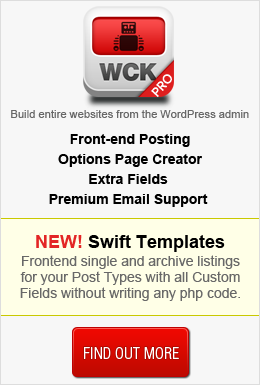 WCK
PRO
Build entire websites from the WordPress admin
Front-end Posting
Options Page Creator
Extra Fields
Premium Email Support
NEW! Swift Templates
Frontend single and archive listings
for your Post Types with all Custom
Fields without writing any php code.
FIND OUT MORE